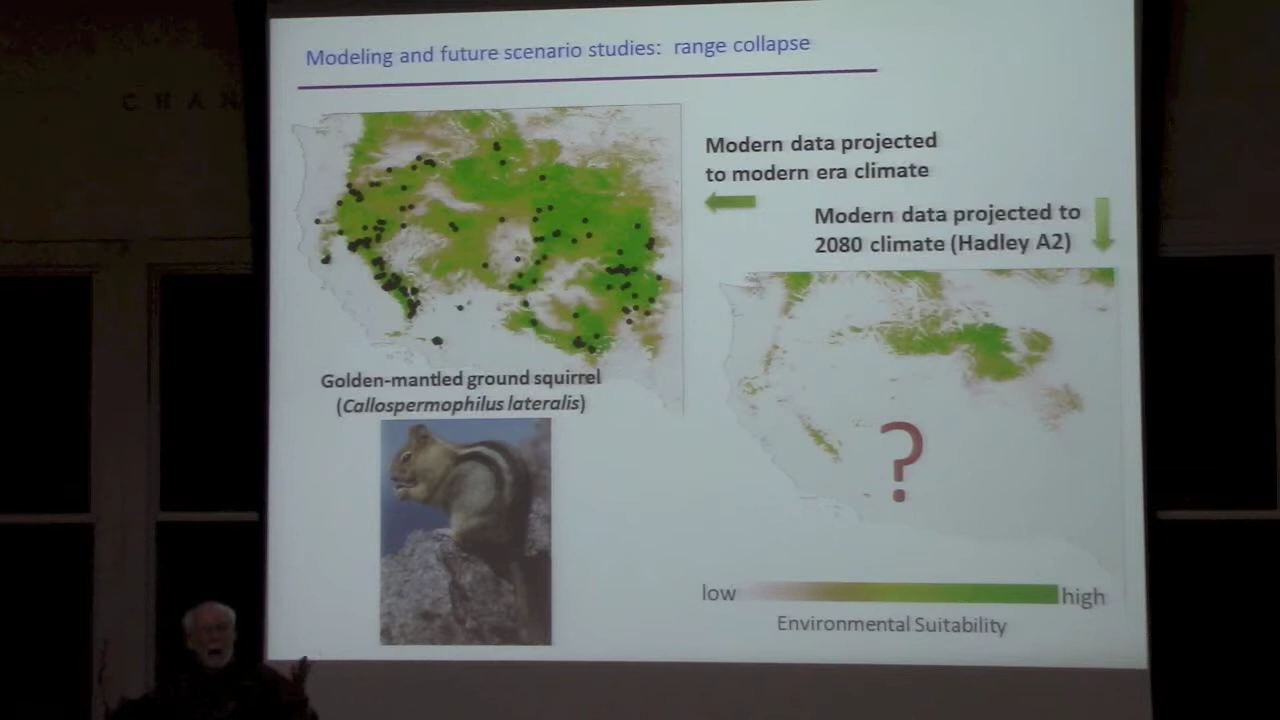 CHAN
Modeling and future scenario studies: range collapse
Modern data projected
to modern era climate
Modern data projected to
2080 climate (Hadley A2)
Golden-mantled ground squirrel
(Callospermophilus lateralis)
?
low
high
Environmental Suitability